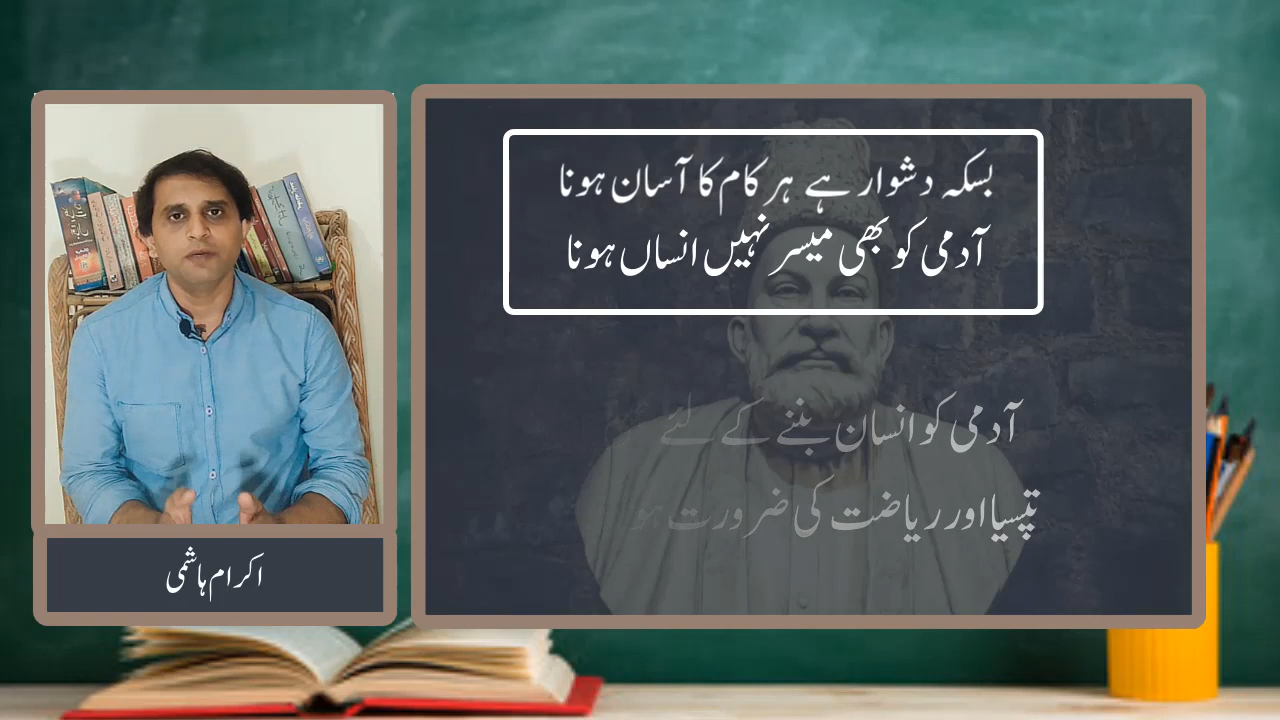 بسکہ دشوار ہے ہر کام کا آساں ہونا
آدمی کو بھی میسر نہیں انساں ہونا
آدمی کو انسان بننے کے لئے
تپسیا اور ریاضت کی ضرورت ہو
اکرام ہاشمی